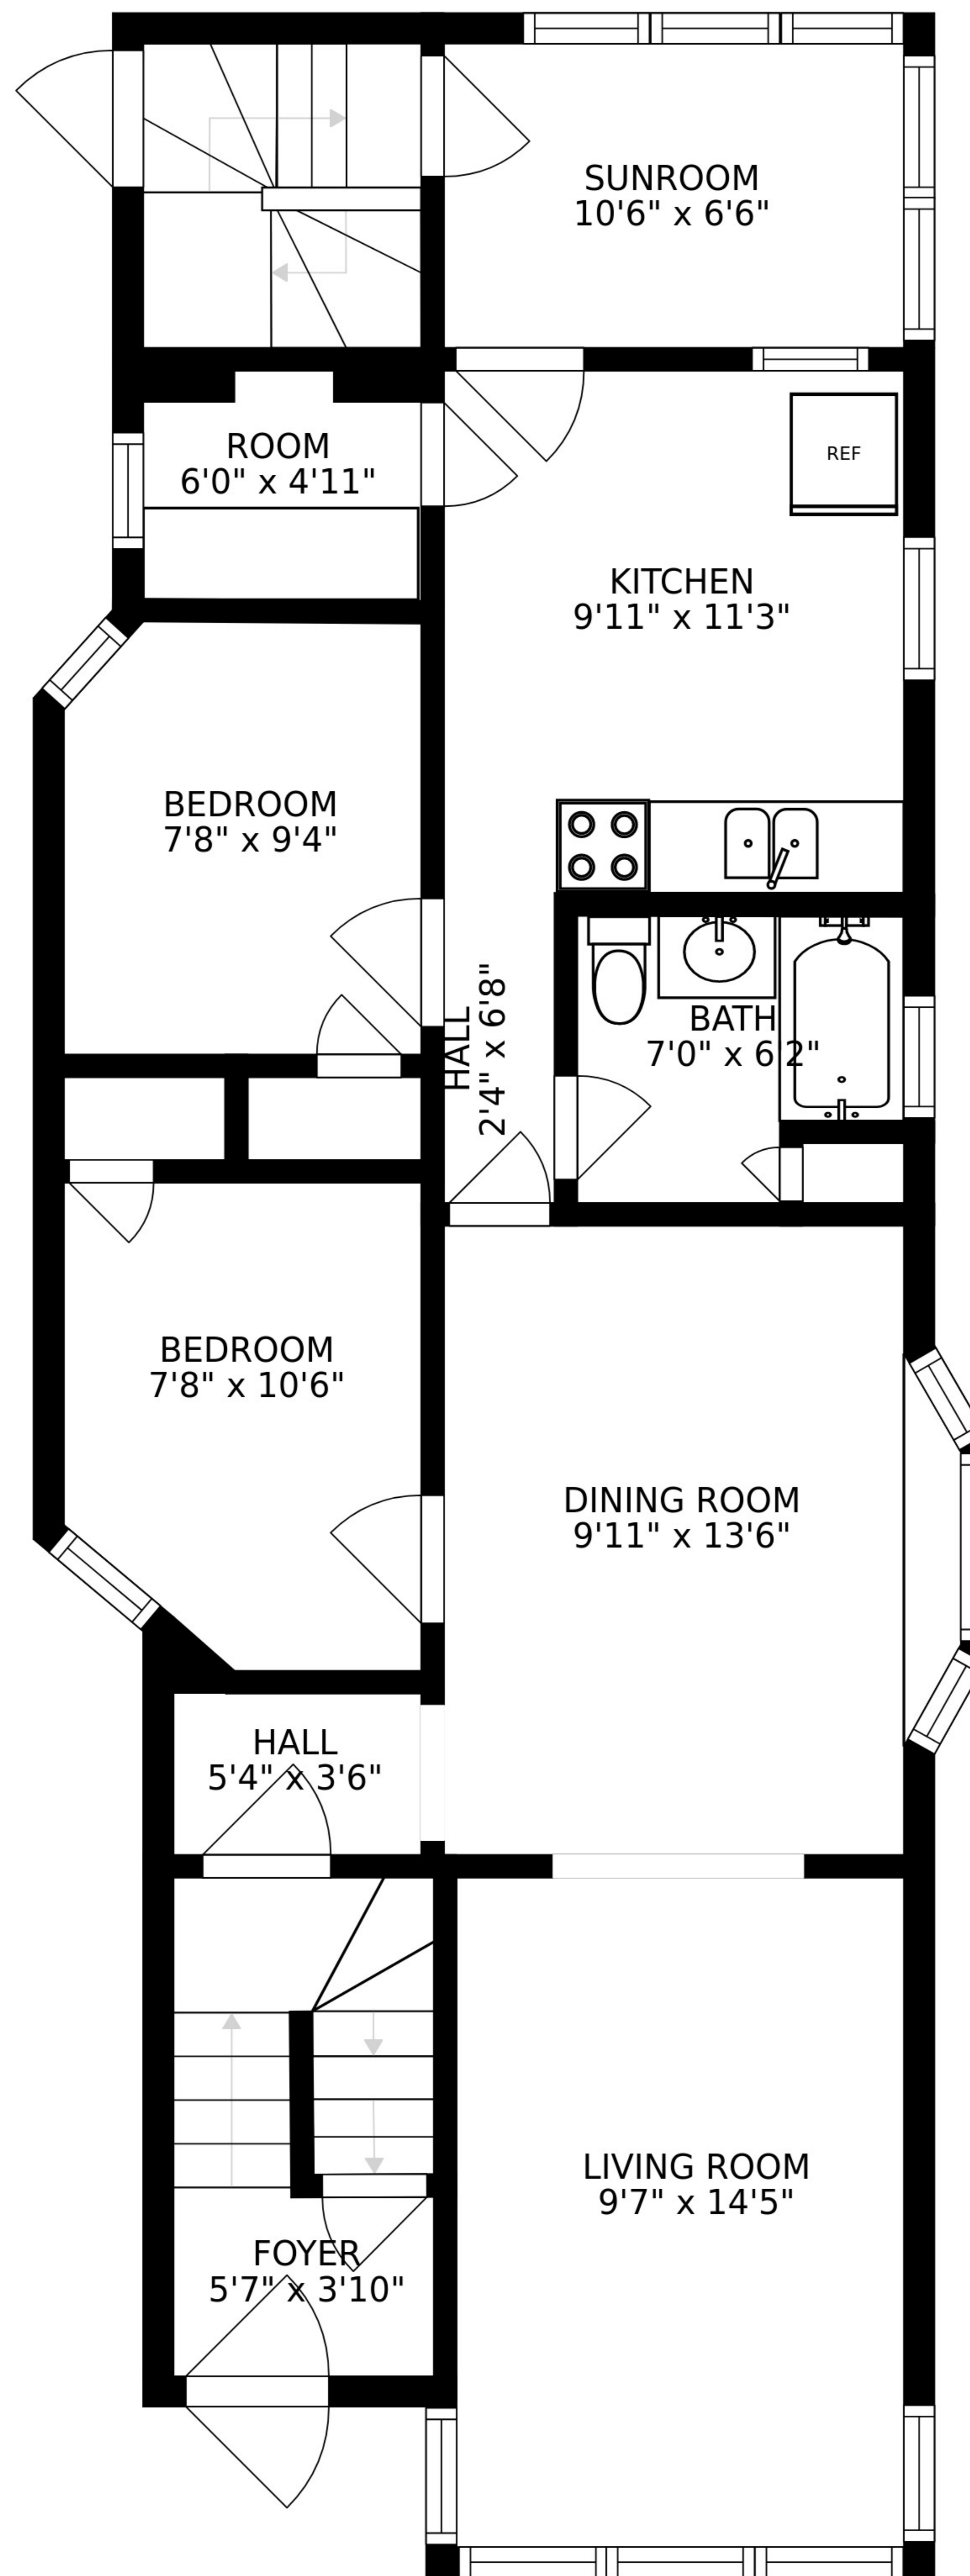 SUNROOM
10'6" x 6'6"
ROOM
6'0" x 4'11"
REF
KITCHEN
9'11" x 11'3"
BEDROOM
7'8" x 9'4"
HALL
2'4" x 6'8"
BATH
7'0" x 6'2"
BEDROOM
7'8" x 10'6"
DINING ROOM
9'11" x 13'6"
HALL
5'4" x 3'6"
LIVING ROOM
9'7" x 14'5"
FOYER
5'7" x 3'10"